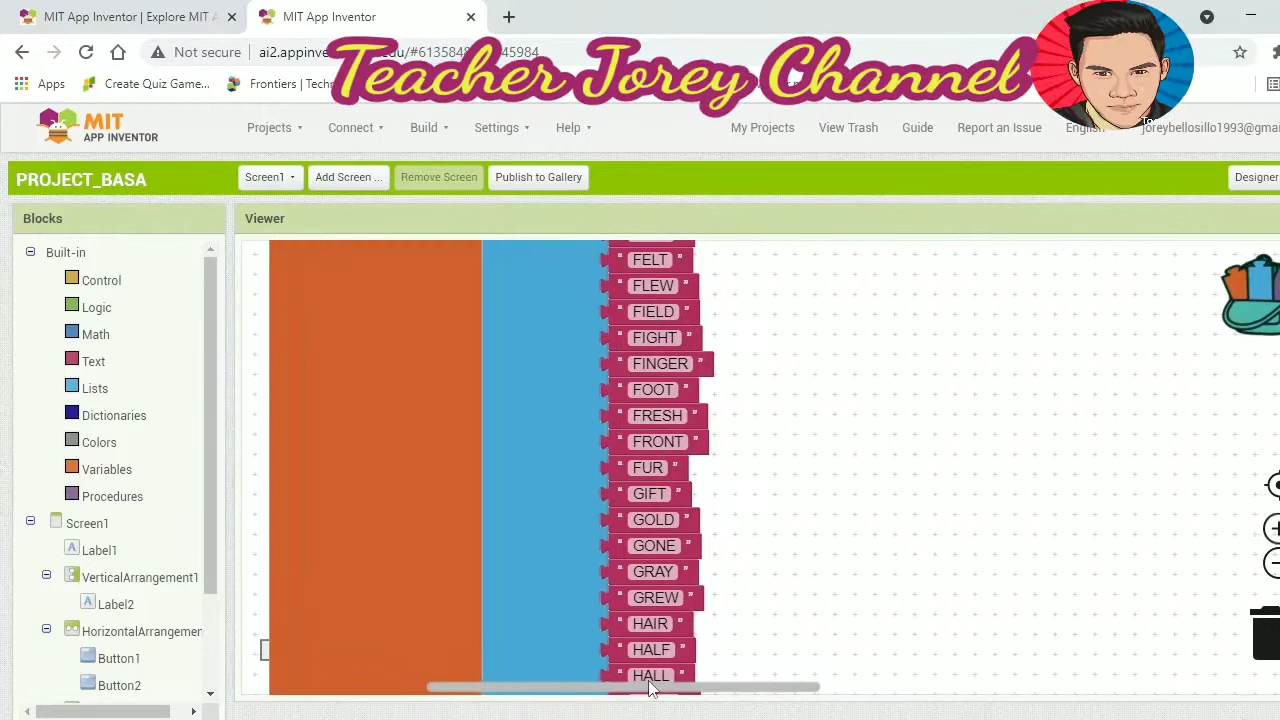 MIT App Inventor | Explore MIT A
MIT App Inventor
Not secure
ai2.appinve
du/#6135848
45984
Teacher Jorey Channel
Apps
Create Quiz Game...
Frontiers | Techn
MIT
APP INVENTOR
Projects
Connect
Build
Settings
Help
My Projects
View Trash
Guide
Report an Issue
English
joreybellosillo1993@gma
PROJECT_BASA
Screen1
Add Screen ...
Remove Screen
Publish to Gallery
Designer
Blocks
Viewer
Built-in
Control
Logic
Math
Text
Lists
Dictionaries
Colors
Variables
Procedures
Screen1
Label1
VerticalArrangement1
Label2
HorizontalArrangemer
Button1
Button2
" FELT "
" FLEW "
" FIELD "
" FIGHT "
" FINGER "
" FOOT "
" FRESH "
" FRONT "
" FUR "
" GIFT "
" GOLD "
" GONE "
" GRAY "
" GREW "
" HAIR "
" HALF "
" HALL "